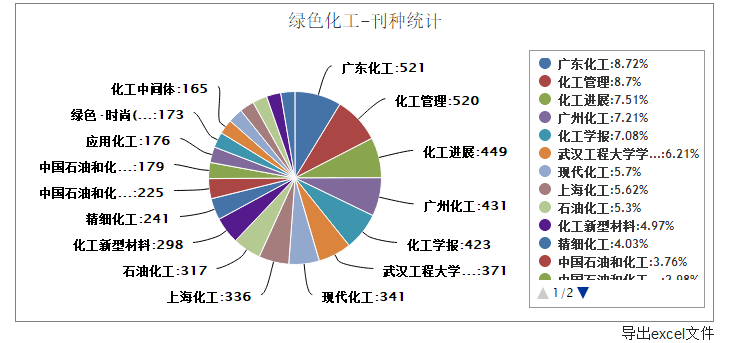 绿色化工-刊种统计
广东化工:521
化工管理:520
化工进展:449
广州化工:431
化工学报:423
武汉工程大学...:371
现代化工:341
上海化工:336
石油化工:317
化工新型材料:298
精细化工:241
中国石油和化...:225
中国石油和化...:179
应用化工:176
绿色·时尚(...:173
化工中间体:165
广东化工:8.72%
化工管理:8.7%
化工进展:7.51%
广州化工:7.21%
化工学报:7.08%
武汉工程大学学...:6.21%
现代化工:5.7%
上海化工:5.62%
石油化工:5.3%
化工新型材料:4.97%
精细化工:4.03%
中国石油和化工:3.76%
中国石油和化工:2.98%
1/2
导出excel文件